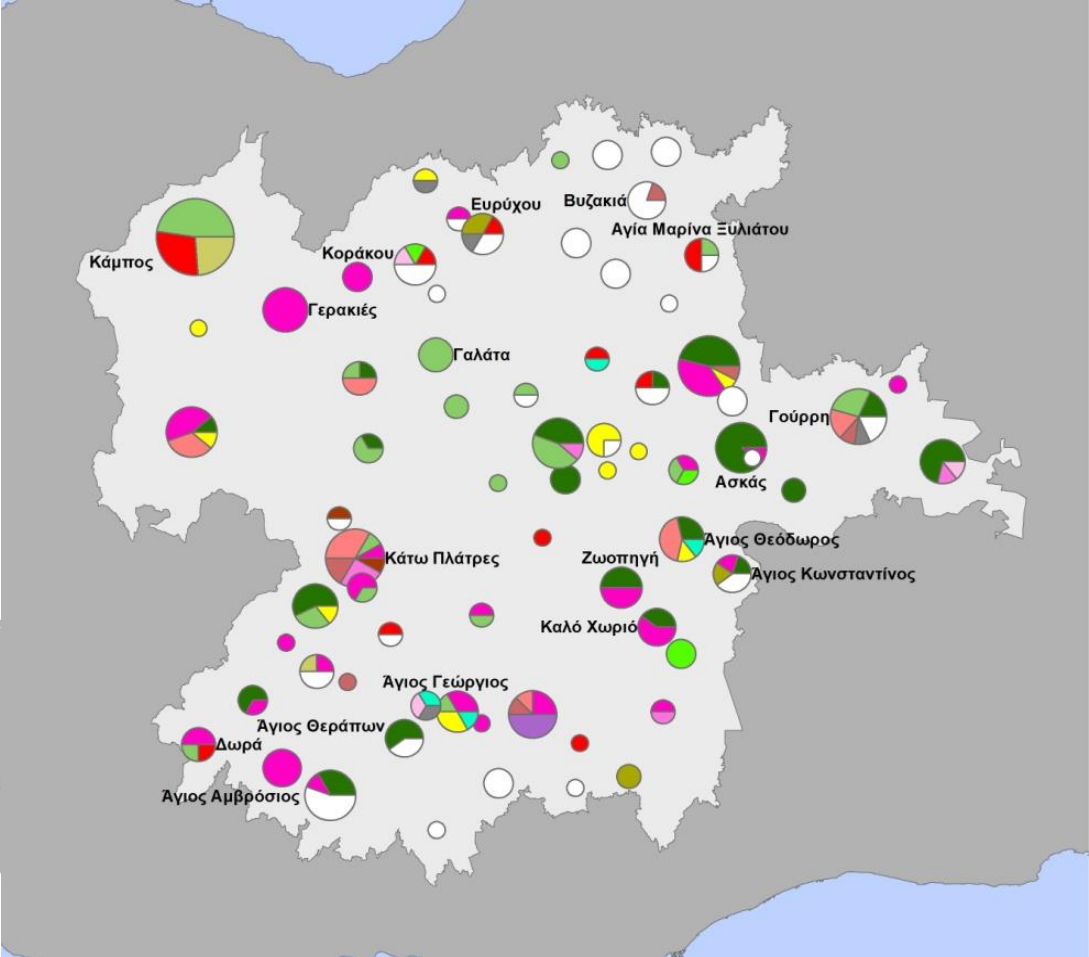 Ευρύχου
Βυζακιά
Αγία Μαρίνα Ξυλιάτου
Κοράκου
Κάμπος
Γερακιές
Γαλάτα
Γούρρη
Ασκάς
Άγιος Θεόδωρος
Κάτω Πλάτρες
Ζωοπηγή
Άγιος Κωνσταντίνος
Καλό Χωριό
Άγιος Γεώργιος
Άγιος Θεράπων
Δωρά
Άγιος Αμβρόσιος